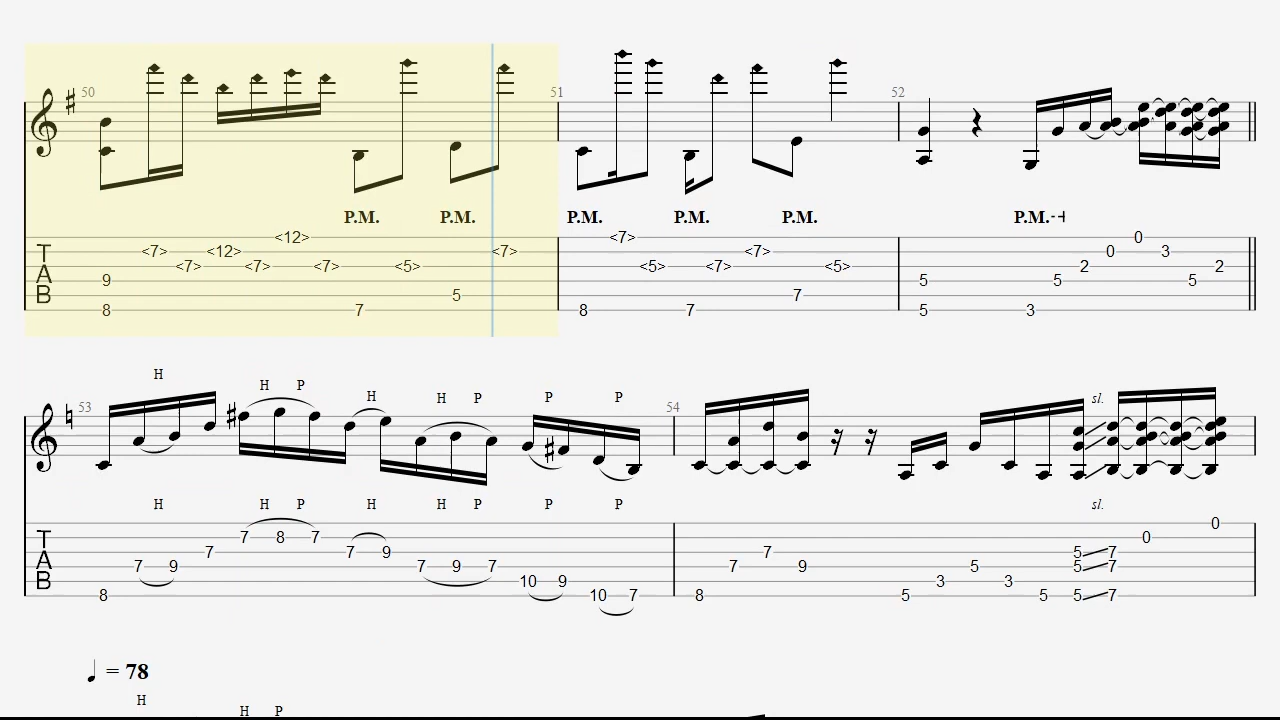 50 51 52
P.M. P.M. P.M. P.M. P.M. P.M.
T <12> <7> 0
<7> <12> <7> <7> 0 3
<7> <7> <7> <5> <5> <7> <5> 2 2
A 9 5 5 5
B 5 7
8 7 8 7 5 3
H H P H H P P P sl.
53 54
H H P H H P P P sl.
T 0
7 8 7 0
7 7 9 7 5 7
A 7 9 7 9 7 7 9 5 5 7
B 10 9 3 3
8 10 7 8 5 5 5 7
= 78
H
H P